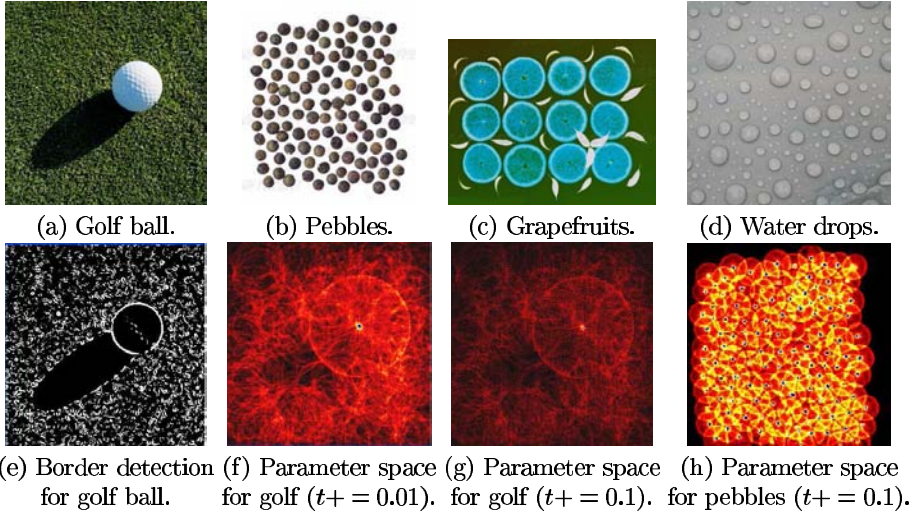 (a) Golf ball.
(b) Pebbles.
(c) Grapefruits.
(d) Water drops.
(e) Border detection
for golf ball.
(f) Parameter space
for golf (t+ = 0.01).
(g) Parameter space
for golf (t+ = 0.1).
(h) Parameter space
for pebbles (t+ = 0.1).